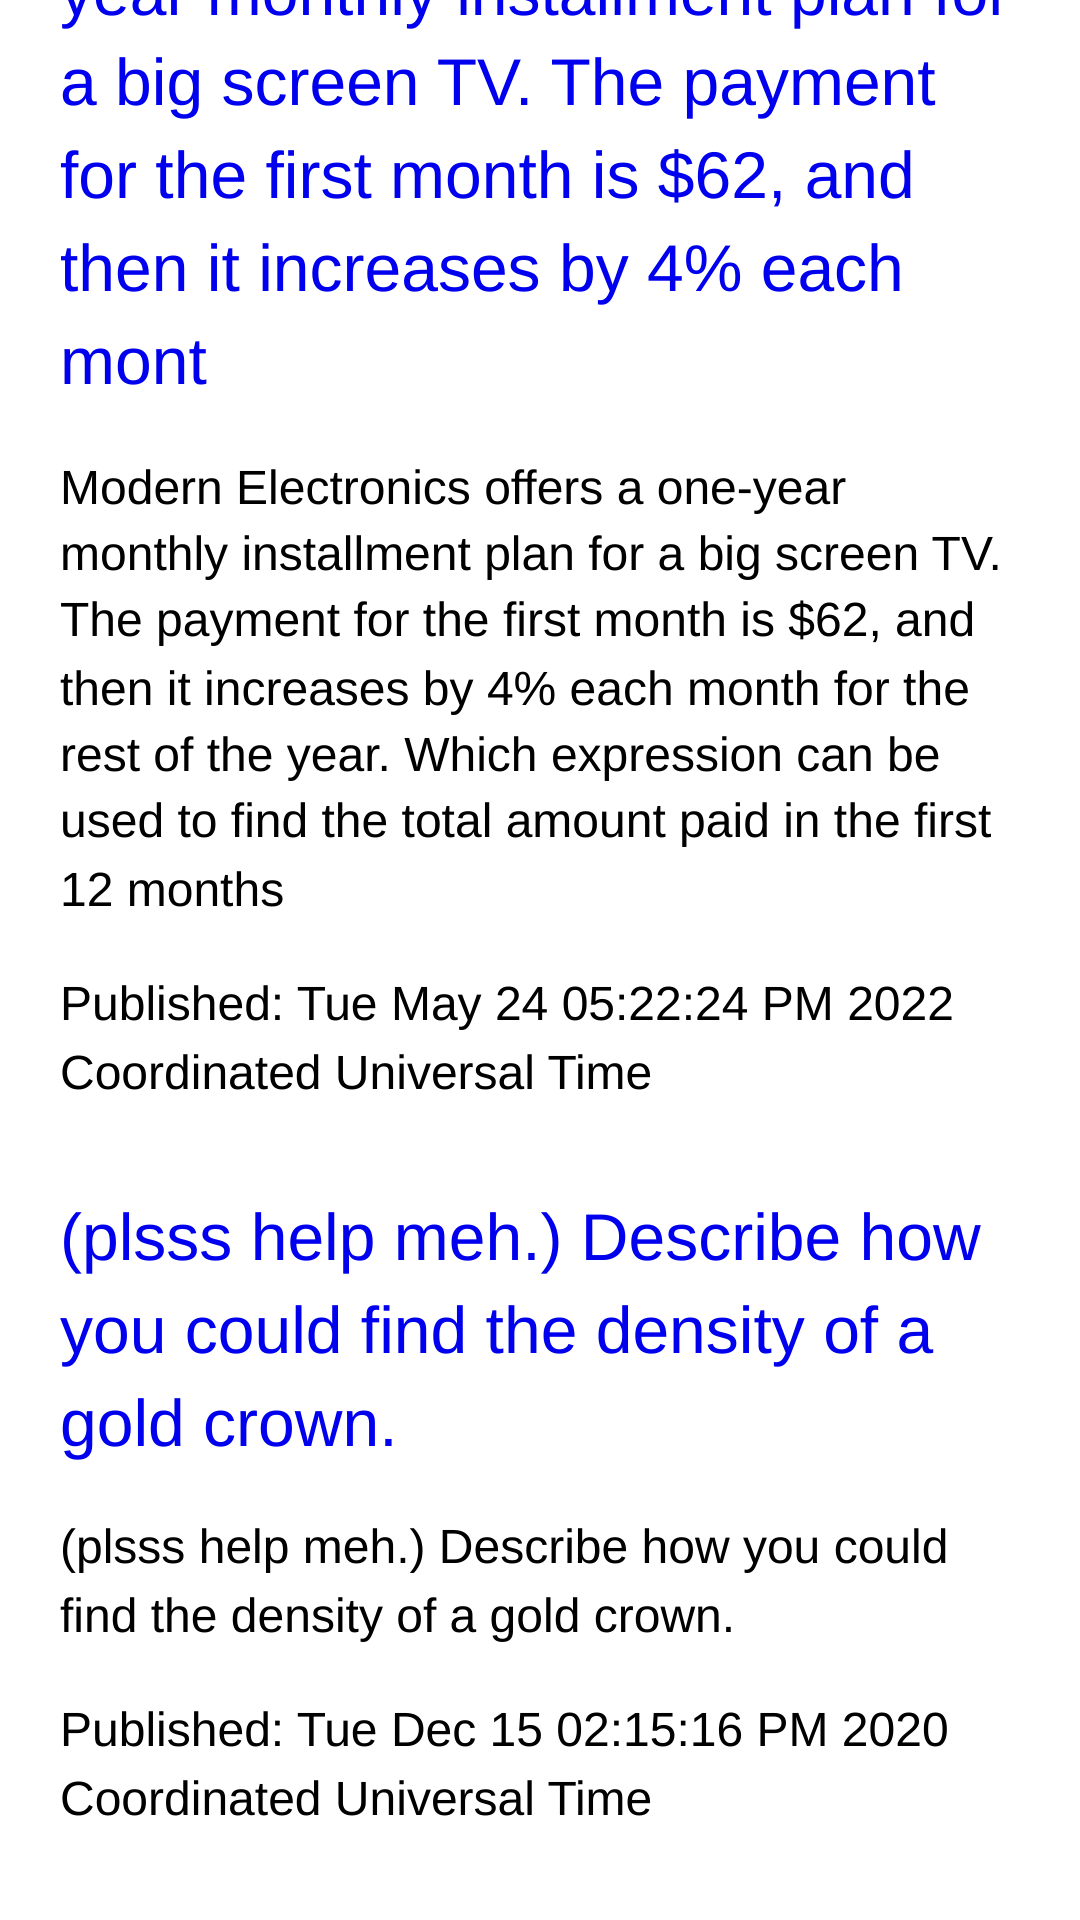 year monthly installment plan for
a big screen TV. The payment
for the first month is $62, and
then it increases by 4% each
mont
Modern Electronics offers a one-year
monthly installment plan for a big screen TV.
The payment for the first month is $62, and
then it increases by 4% each month for the
rest of the year. Which expression can be
used to find the total amount paid in the first
12 months
Published: Tue May 24 05:22:24 PM 2022
Coordinated Universal Time
(plsss help meh.) Describe how
you could find the density of a
gold crown.
(plsss help meh.) Describe how you could
find the density of a gold crown.
Published: Tue Dec 15 02:15:16 PM 2020
Coordinated Universal Time